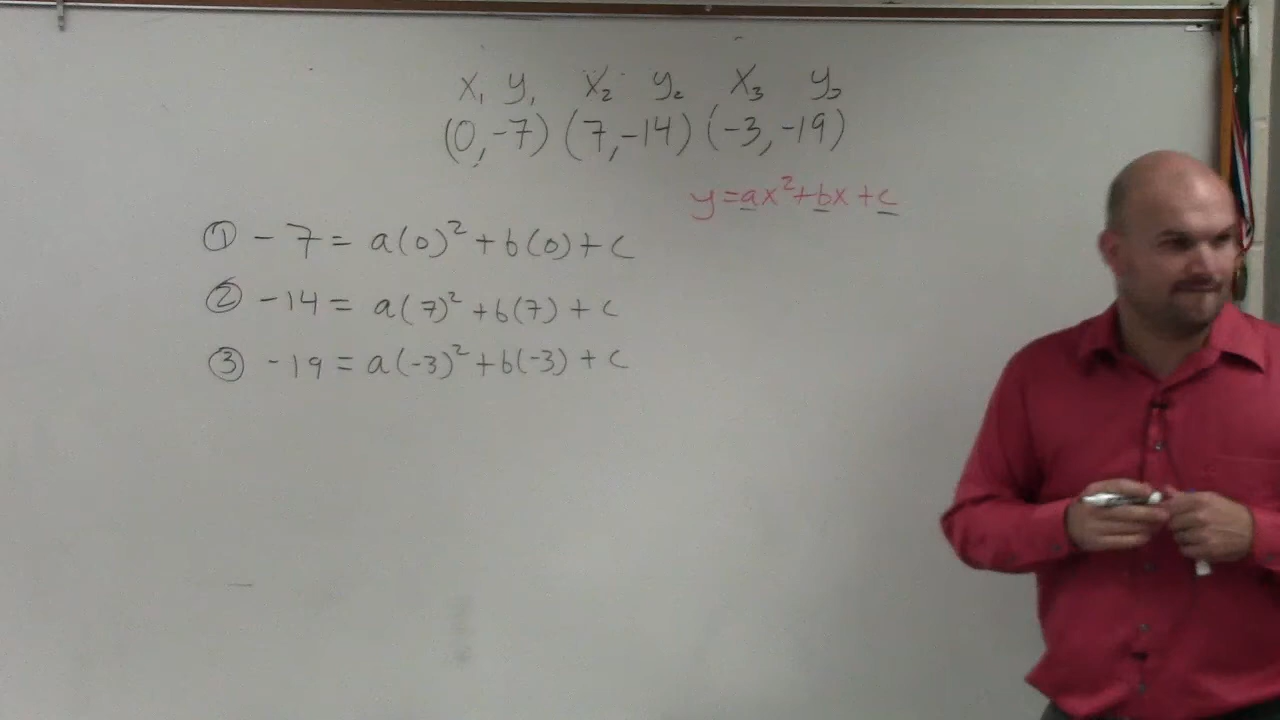 x₁ y₁ x₂ y₂ x₃ y₃
(0,-7) (7,-14) (-3,-19)
y=ax²+bx+c
① -7= a(0)²+b(0)+c
② -14= a(7)²+b(7)+c
③ -19=a(-3)²+b(-3)+c